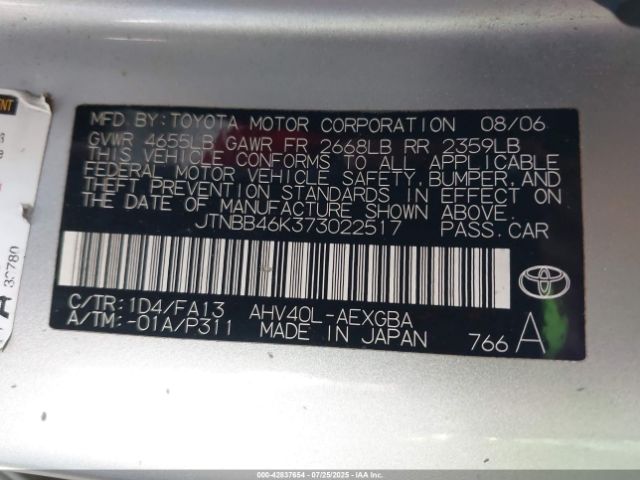 MFD.BY:TOYOTA MOTOR CORPORATION 08/06
GVWR 4655LB GAWR FR 2668LB RR 2359LB
THIS VEHICLE CONFORMS TO ALL APPLICABLE
FEDERAL MOTOR VEHICLE SAFETY, BUMPER, AND
THEFT PREVENTION STANDARDS IN EFFECT ON
THE DATE OF MANUFACTURE SHOWN ABOVE.
JTNBB46K373022517 PASS.CAR
C/TR:1D4/FA13 AHV40L-AEXGBA
A/TM:-01A/P311 MADE IN JAPAN 766 A
TOYOTA
A
000-42837654 - 07/25/2025 - IAAI.COM